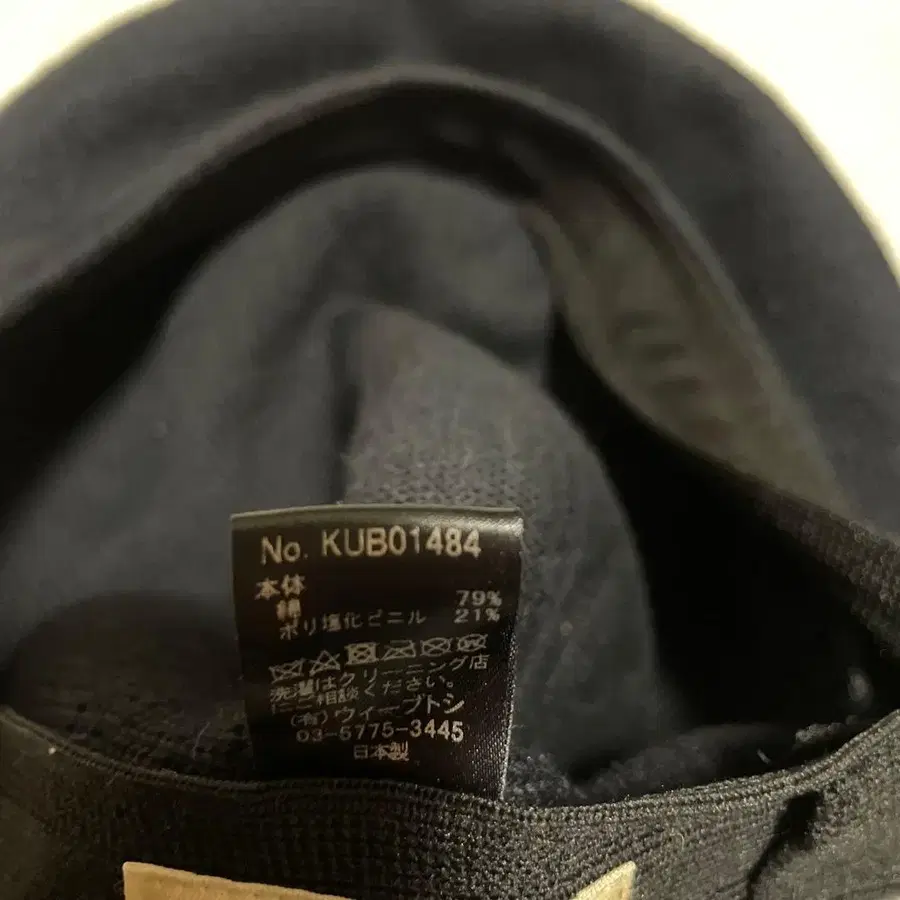 No. KUB01484
本体
綿 79%
ポリ塩化ビニル 21%
洗濯はクリーニング店
にご相談ください。
(有)ウィーブトシ
03-5775-3445
日本製